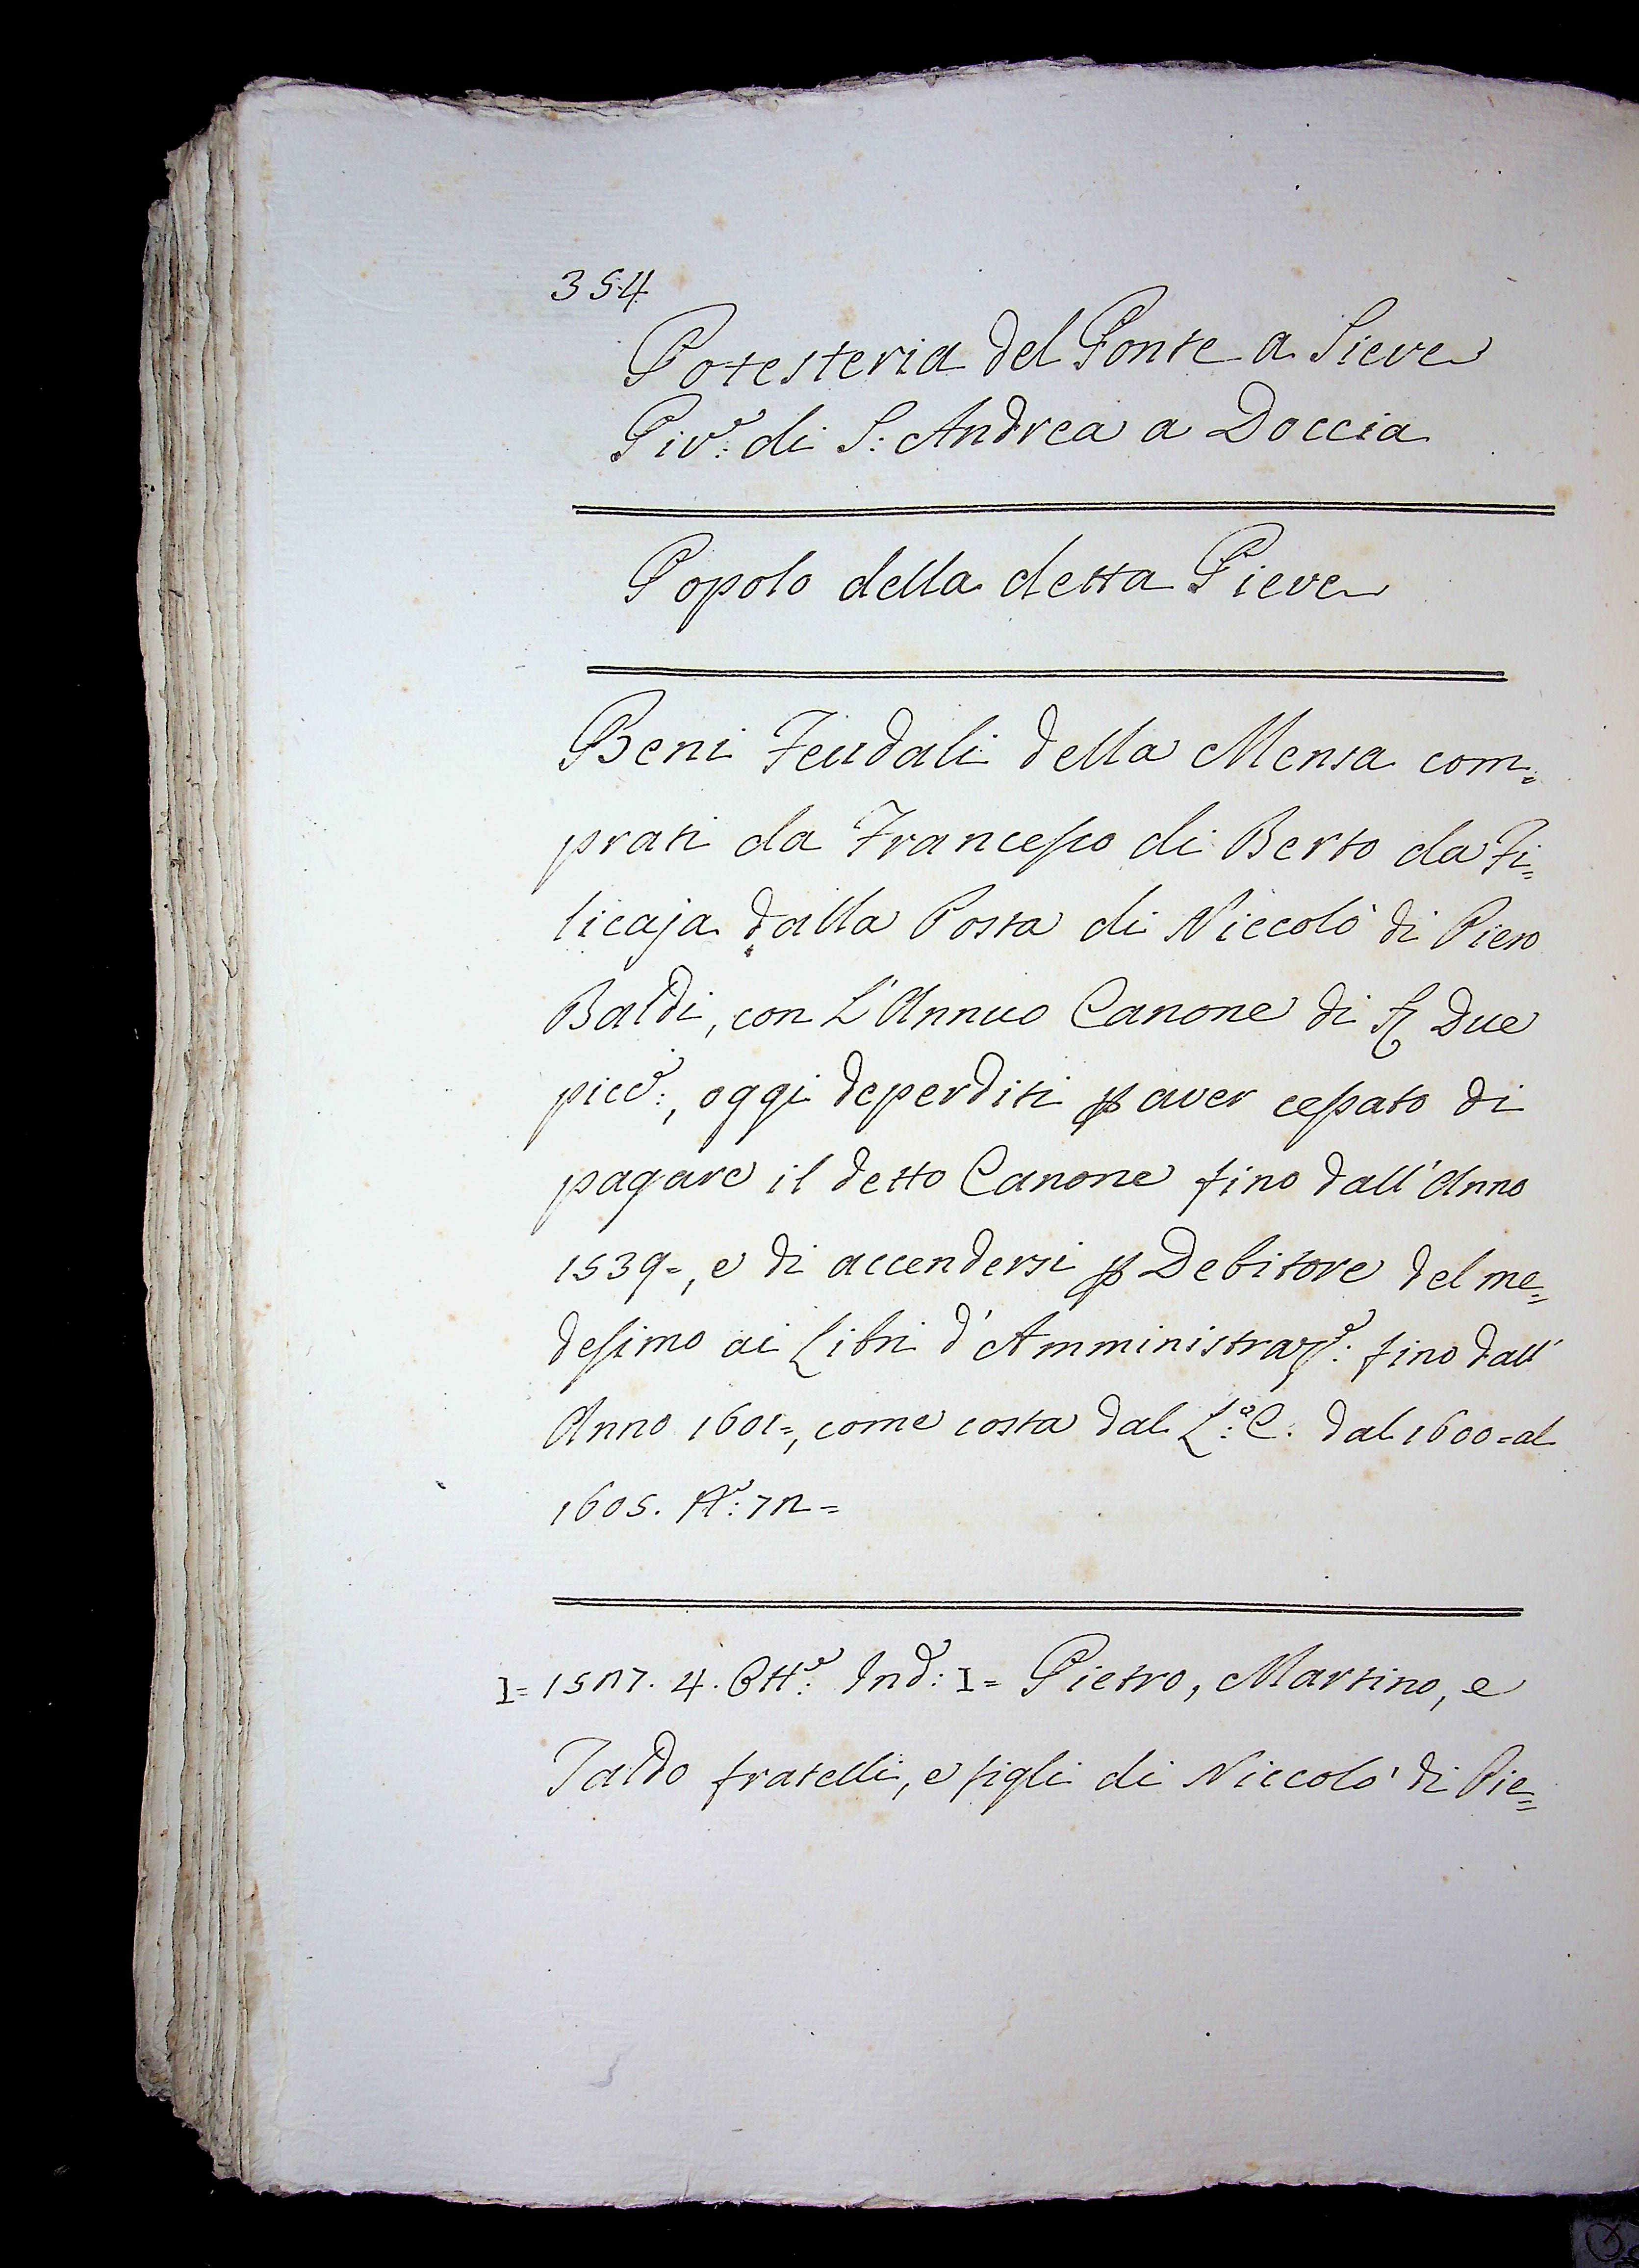 354
Potesteria del Ponte a Sieve
Piv.e: di S: Andrea a Doccia
Popolo della detta Pieve
Beni Feudali della Mensa com=
prati da Francesco di Berto da Fi=
licaja dalla Posta di Niccolò di Piero
Baldi, con L'Annuo Canone di Due
picc:, oggi deperditi p aver cessato di
pagare il detto Canone fino dall'Anno
1539=, e di accendersi p Debitore del me=
desimo ai Libri d'Amministraz.e: fino dall'
Anno 1601=, come costa dal L.o: C. dal 1600=al
1605. A: 72=
1= 1527. 4. Ott.e: Ind: 1= Pietro, Martino, e
Taldo fratelli, e figli di Niccolò di Pie=